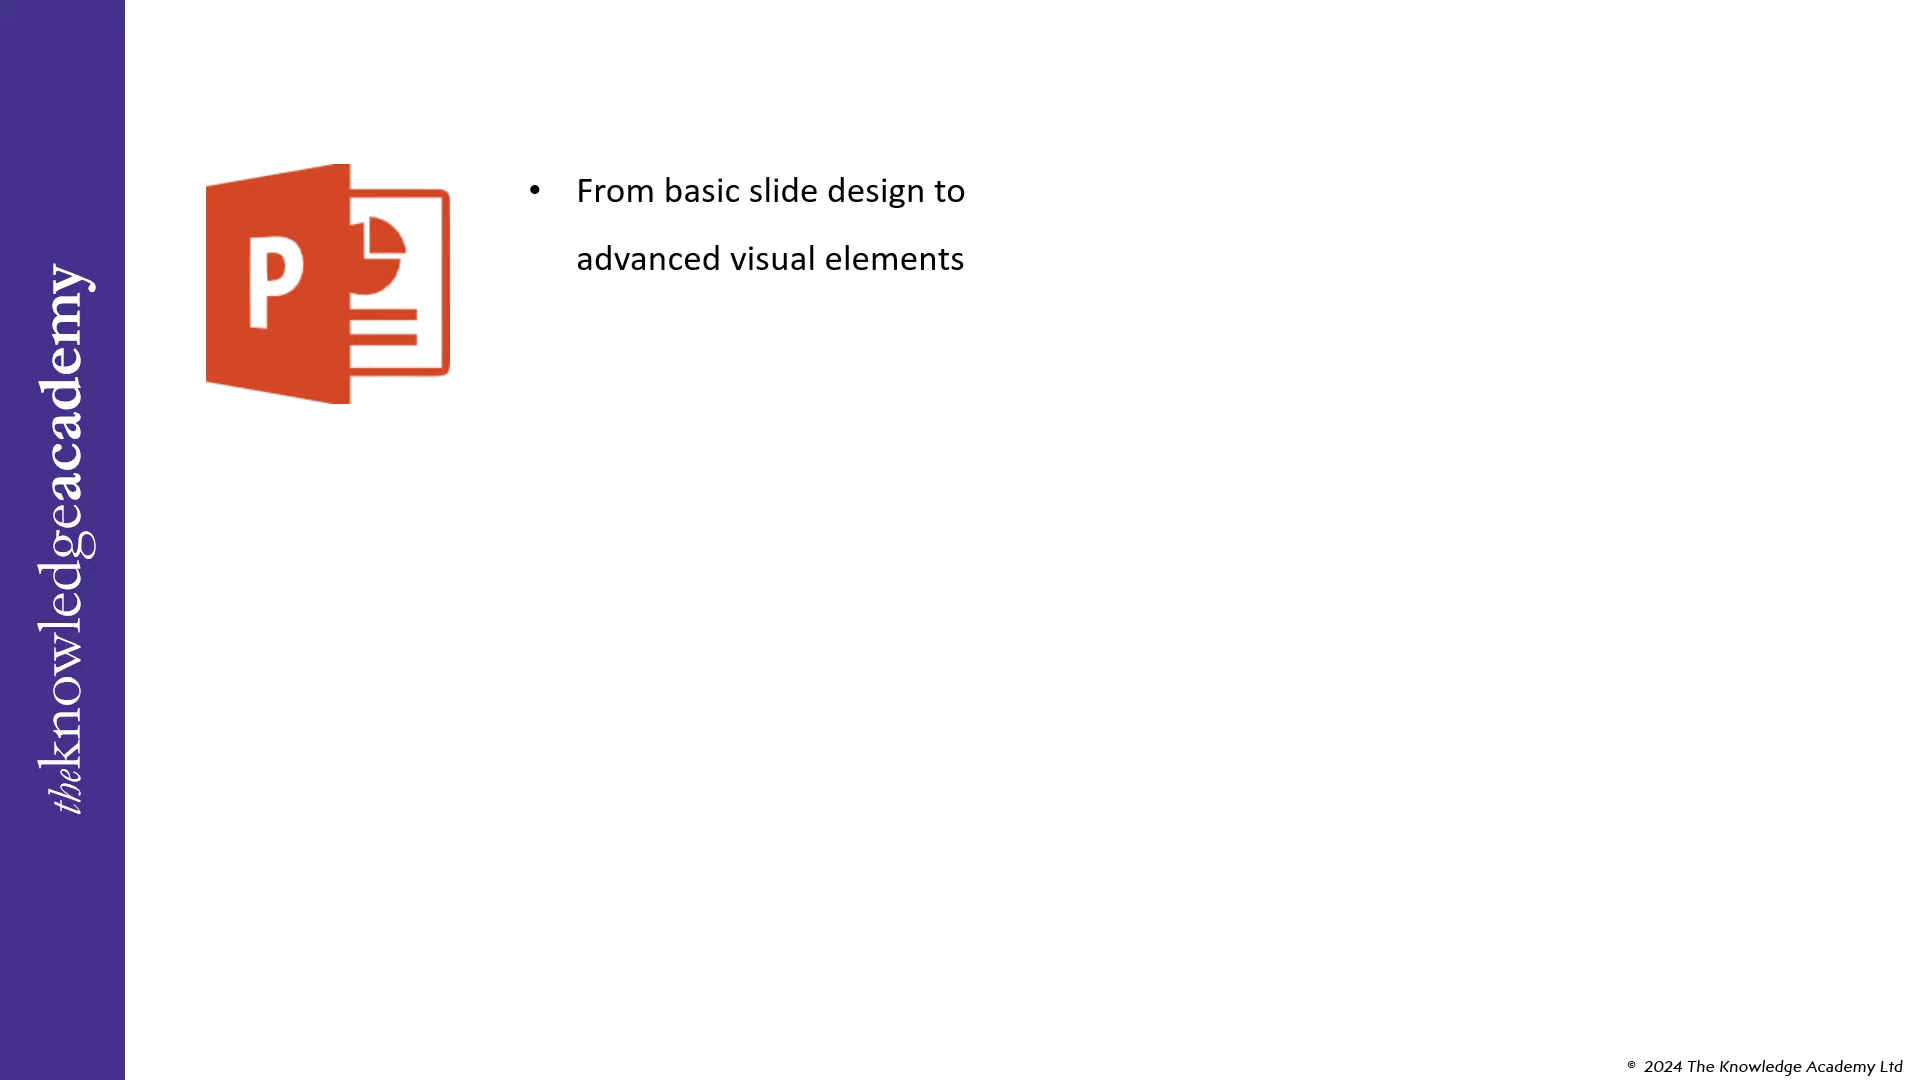 theknowledgeacademy
P
• From basic slide design to
advanced visual elements
© 2024 The Knowledge Academy Ltd